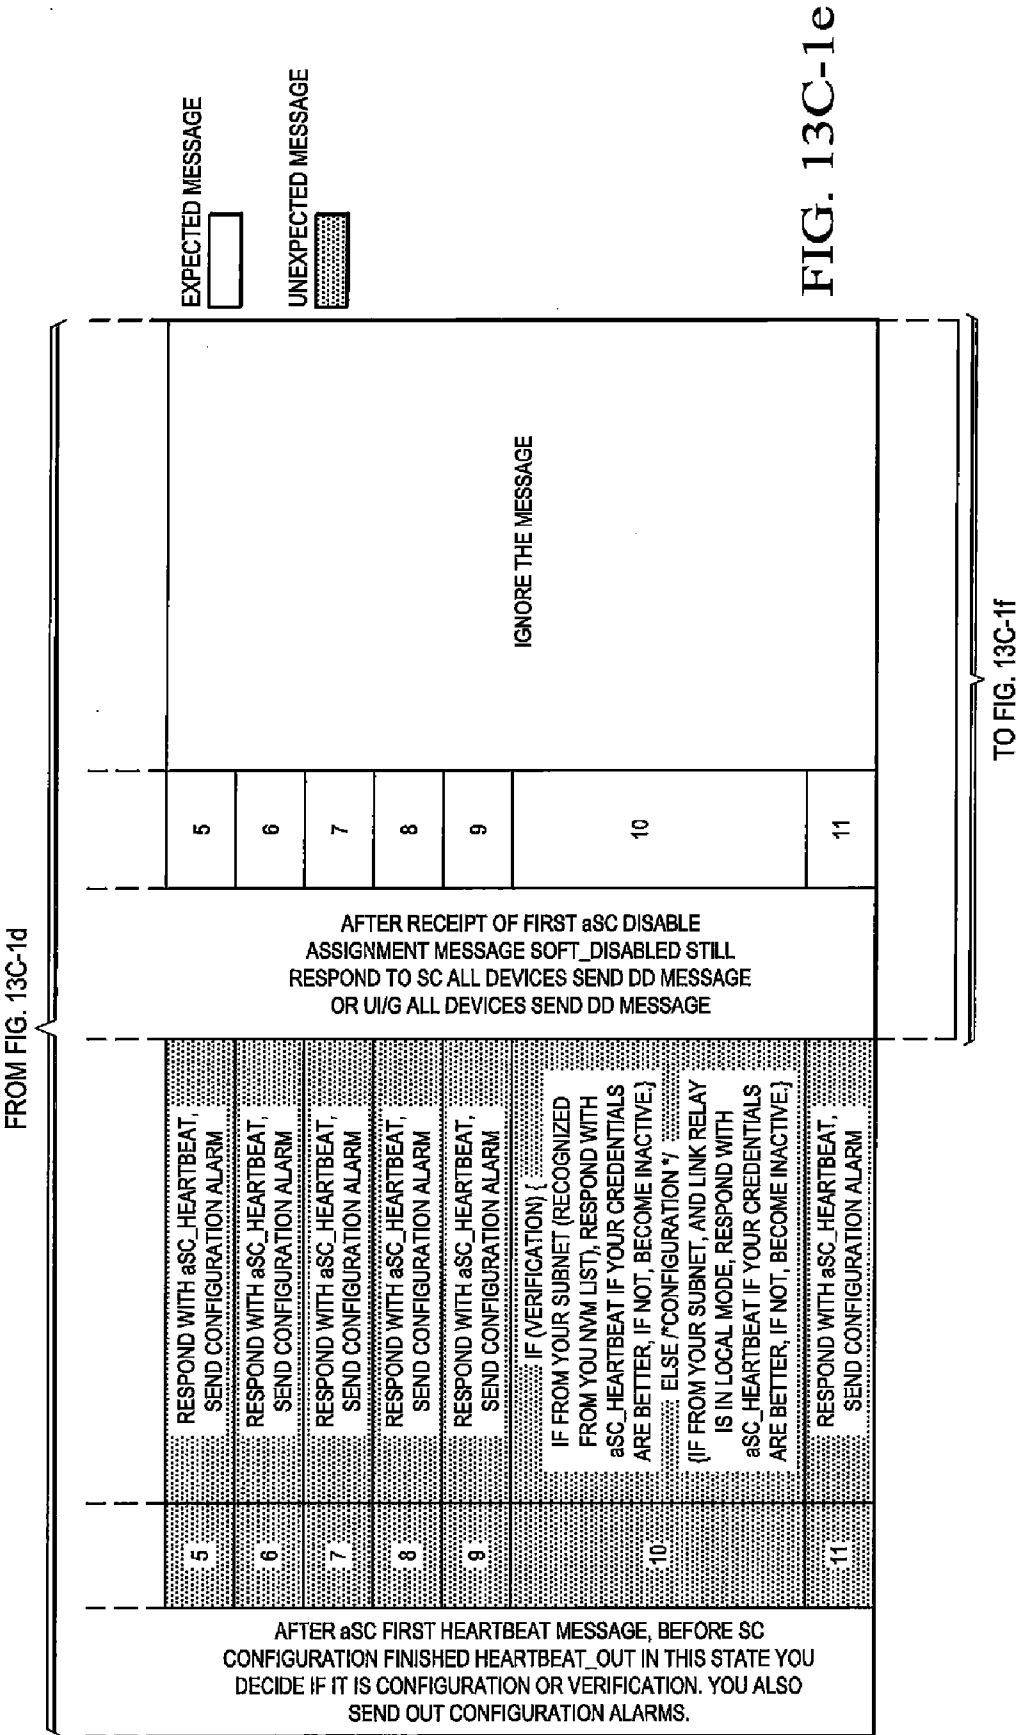 FROM FIG. 13C-1d
AFTER aSC FIRST HEARTBEAT MESSAGE, BEFORE SC
CONFIGURATION FINISHED HEARTBEAT_OUT IN THIS STATE YOU
DECIDE IF IT IS CONFIGURATION OR VERIFICATION. YOU ALSO
SEND OUT CONFIGURATION ALARMS.
5
RESPOND WITH aSC_HEARTBEAT,
SEND CONFIGURATION ALARM
6
RESPOND WITH aSC_HEARTBEAT,
SEND CONFIGURATION ALARM
7
RESPOND WITH aSC_HEARTBEAT,
SEND CONFIGURATION ALARM
8
RESPOND WITH aSC_HEARTBEAT,
SEND CONFIGURATION ALARM
9
RESPOND WITH aSC_HEARTBEAT,
SEND CONFIGURATION ALARM
10
IF (VERIFICATION) {
IF FROM YOUR SUBNET (RECOGNIZED
FROM YOU NVM LIST), RESPOND WITH
aSC_HEARTBEAT IF YOUR CREDENTIALS
ARE BETTER, IF NOT, BECOME INACTIVE.}
ELSE /*CONFIGURATION */
{IF FROM YOUR SUBNET, AND LINK RELAY
IS IN LOCAL MODE, RESPOND WITH
aSC_HEARTBEAT IF YOUR CREDENTIALS
ARE BETTER, IF NOT, BECOME INACTIVE.}
11
RESPOND WITH aSC_HEARTBEAT,
SEND CONFIGURATION ALARM
AFTER RECEIPT OF FIRST aSC DISABLE
ASSIGNMENT MESSAGE SOFT_DISABLED STILL
RESPOND TO SC ALL DEVICES SEND DD MESSAGE
OR UI/G ALL DEVICES SEND DD MESSAGE
5
6
7
8
9
10
11
IGNORE THE MESSAGE
EXPECTED MESSAGE
UNEXPECTED MESSAGE
TO FIG. 13C-1f
FIG. 13C-1e